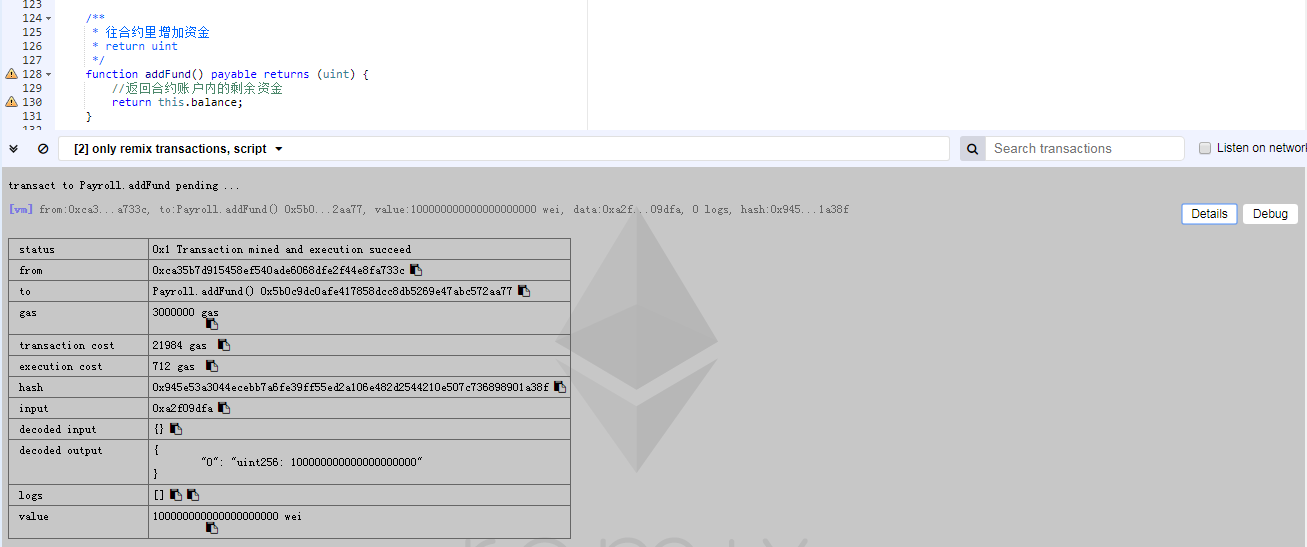 123
124 /**
125 * 往合约里增加资金
126 * return uint
127 */
128 function addFund() payable returns (uint) {
129 //返回合约账户内的剩余资金
130 return this.balance;
131 }
132
[2] only remix transactions, script
Search transactions
Listen on network
transact to Payroll.addFund pending ...
[vm] from:0xca3...a733c, to:Payroll.addFund() 0x5b0...2aa77, value:100000000000000000000 wei, data:0xa2f...09dfa, 0 logs, hash:0x945...1a38f
Details Debug
status 0x1 Transaction mined and execution succeed
from 0xca35b7d915458ef540ade6068dfe2f44e8fa733c
to Payroll.addFund() 0x5b0c9dc0afe417858dcc8db5269e47abc572aa77
gas 3000000 gas
transaction cost 21984 gas
execution cost 712 gas
hash 0x945e53a3044ecebb7a6fe39ff55ed2a106e482d2544210e507c736898901a38f
input 0xa2f09dfa
decoded input {}
decoded output {
"0": "uint256: 100000000000000000000"
}
logs []
value 100000000000000000000 wei
remix